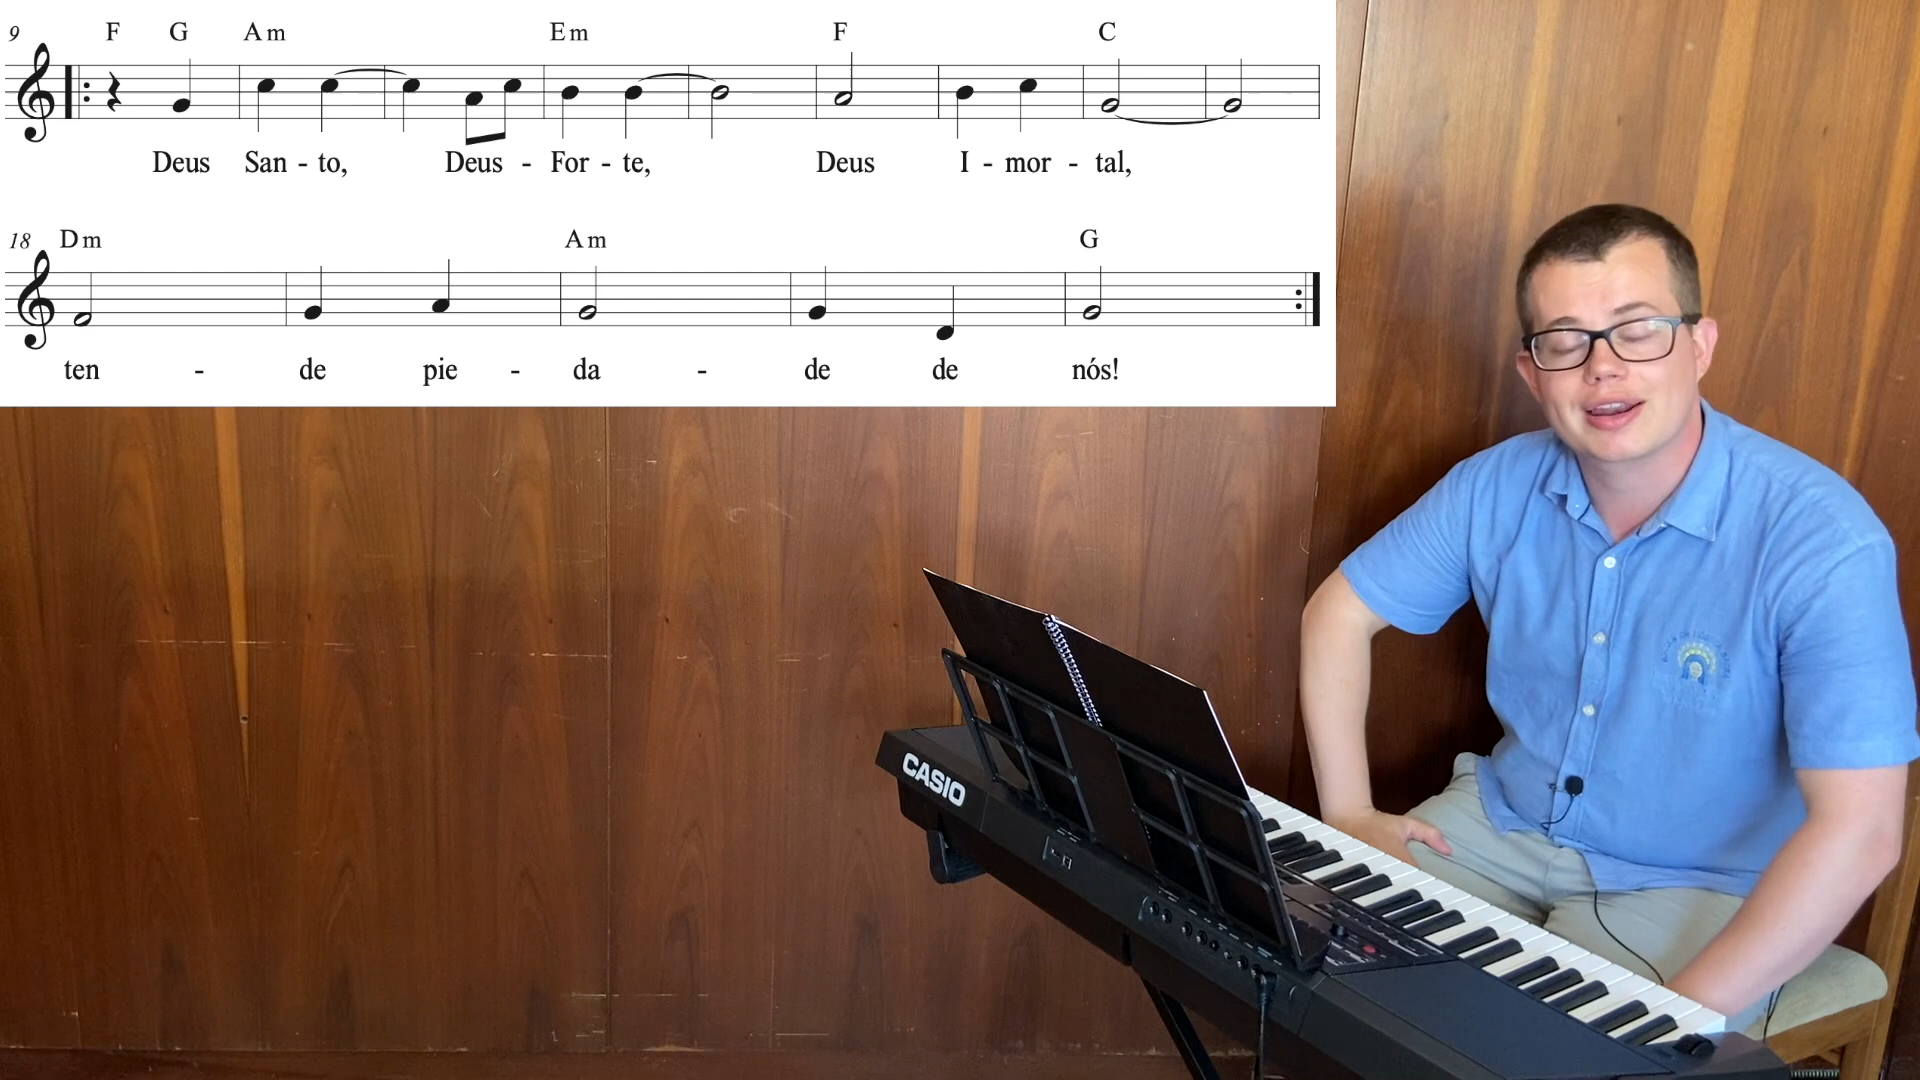 9 F G Am Em F C
Deus San - to, Deus - For - te, Deus I - mor - tal,
18 Dm Am G
ten - de pie - da - de de nós!
CASIO